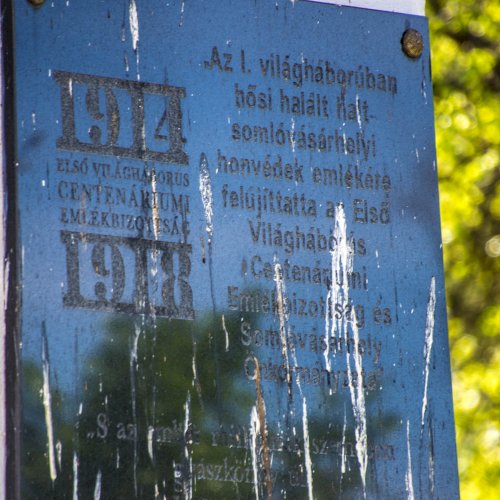 1914
ELSŐ VILÁGHÁBORÚS
CENTENÁRIUMI
EMLÉKBIZOTTSÁG
1918
„Az I. világháborúban
hősi halált halt
somlóvásárhelyi
honvédek emlékére
felújíttatta az Első
Világháborús
Centenáriumi
Emlékbizottság és
Somlóvásárhely
Önkormányzata"
„S az